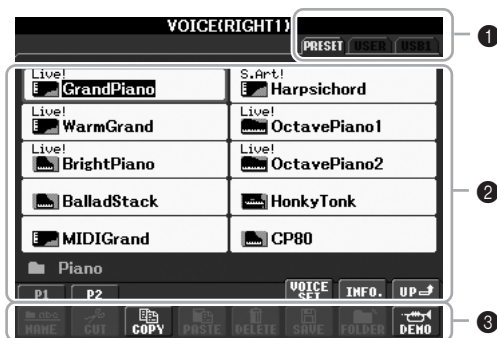 VOICE(RIGHT1)
PRESET USER USB1
1
Live!
GrandPiano
S.Art!
Harpsichord
Live!
WarmGrand
Live!
OctavePiano1
Live!
BrightPiano
Live!
OctavePiano2
2
BalladStack
HonkyTonk
MIDIGrand
CP80
Piano
P1 P2 VOICE SET INFO. UP
abc
NAME CUT COPY PASTE DELETE SAVE FOLDER DEMO
3